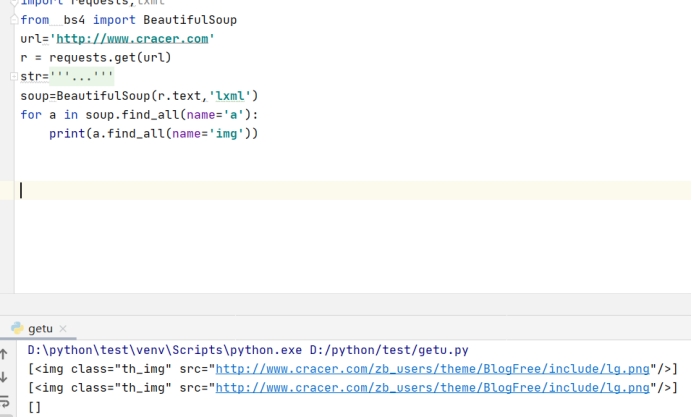 import requests,lxml
from bs4 import BeautifulSoup
url='http://www.cracer.com'
r = requests.get(url)
str='''...'''
soup=BeautifulSoup(r.text,'lxml')
for a in soup.find_all(name='a'):
    print(a.find_all(name='img'))
getu
D:\python\test\venv\Scripts\python.exe D:/python/test/getu.py
[<img class="th_img" src="http://www.cracer.com/zb_users/theme/BlogFree/include/lg.png"/>]
[<img class="th_img" src="http://www.cracer.com/zb_users/theme/BlogFree/include/lg.png"/>]
[]